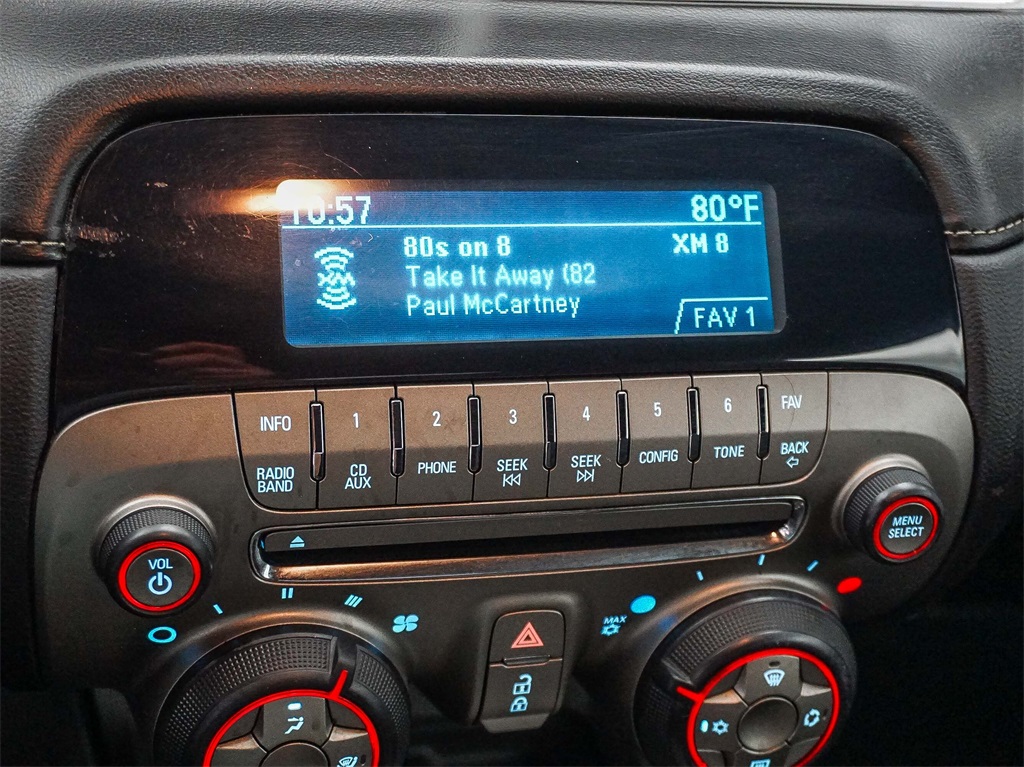 10:57 80°F
80s on 8 XM 8
XM
Take It Away (82
Paul McCartney
FAV 1
INFO 1 2 3 4 5 6 FAV
RADIO BAND CD AUX PHONE SEEK SEEK CONFIG TONE BACK
VOL
MENU
SELECT
MAX